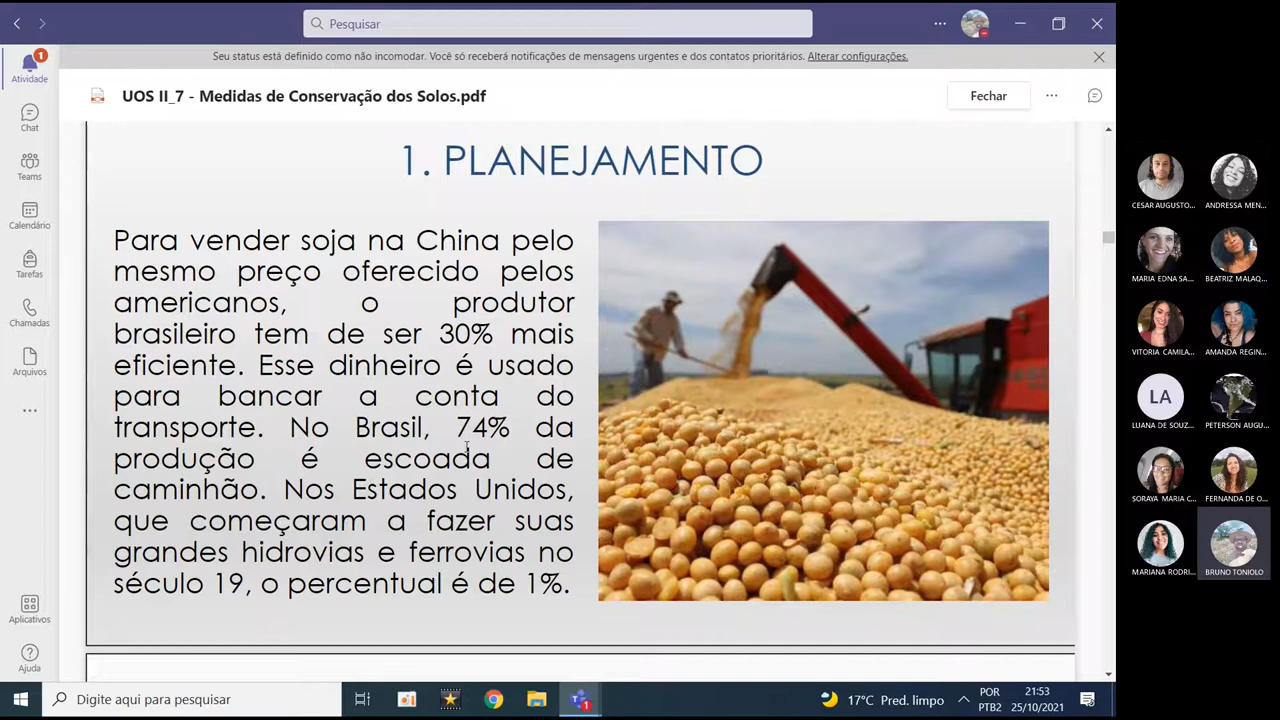 Pesquisar
Seu status está definido como não incomodar. Você só receberá notificações de mensagens urgentes e dos contatos prioritários. Alterar configurações.
1
Atividade
Chat
Teams
Calendário
Tarefas
Chamadas
Arquivos
Aplicativos
Ajuda
UOS II_7 - Medidas de Conservação dos Solos.pdf
Fechar
1. PLANEJAMENTO
Para vender soja na China pelo
mesmo preço oferecido pelos
americanos, o produtor
brasileiro tem de ser 30% mais
eficiente. Esse dinheiro é usado
para bancar a conta do
transporte. No Brasil, 74% da
produção é escoada de
caminhão. Nos Estados Unidos,
que começaram a fazer suas
grandes hidrovias e ferrovias no
século 19, o percentual é de 1%.
CESAR AUGUSTO...
ANDRESSA MEN...
MARIA EDNA SA...
BEATRIZ MALAQ...
VITORIA CAMILA...
AMANDA REGIN...
LA
LUANA DE SOUZ...
PETERSON AUGU...
SORAYA MARIA C...
FERNANDA DE O...
MARIANA RODRI...
BRUNO TONIOLO
Digite aqui para pesquisar
1
17°C Pred. limpo
POR
PTB2
21:53
25/10/2021